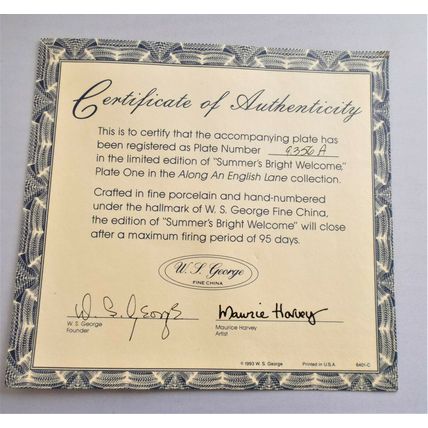 Certificate of Authenticity
This is to certify that the accompanying plate has
been registered as Plate Number 9356A
in the limited edition of "Summer's Bright Welcome,"
Plate One in the Along An English Lane collection.
Crafted in fine porcelain and hand-numbered
under the hallmark of W. S. George Fine China,
the edition of "Summer's Bright Welcome" will close
after a maximum firing period of 95 days.
W. S. George
FINE CHINA
W. S. George
Maurice Harvey
W. S. George
Founder
Maurice Harvey
Artist
© 1993 W. S. George
Printed in U.S.A.
6401-C